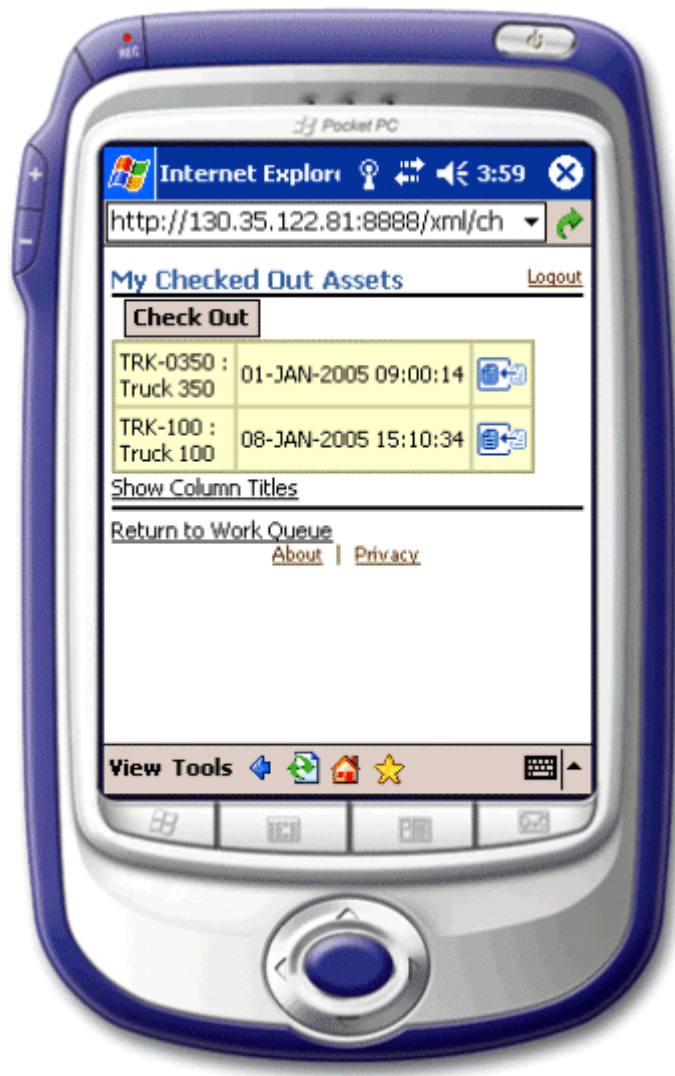 REC
Pocket PC
Internet Explor 3:59
http://130.35.122.81:8888/xml/ch
My Checked Out Assets Logout
Check Out
TRK-0350 :
Truck 350 01-JAN-2005 09:00:14
TRK-100 :
Truck 100 08-JAN-2005 15:10:34
Show Column Titles
Return to Work Queue
About | Privacy
View Tools